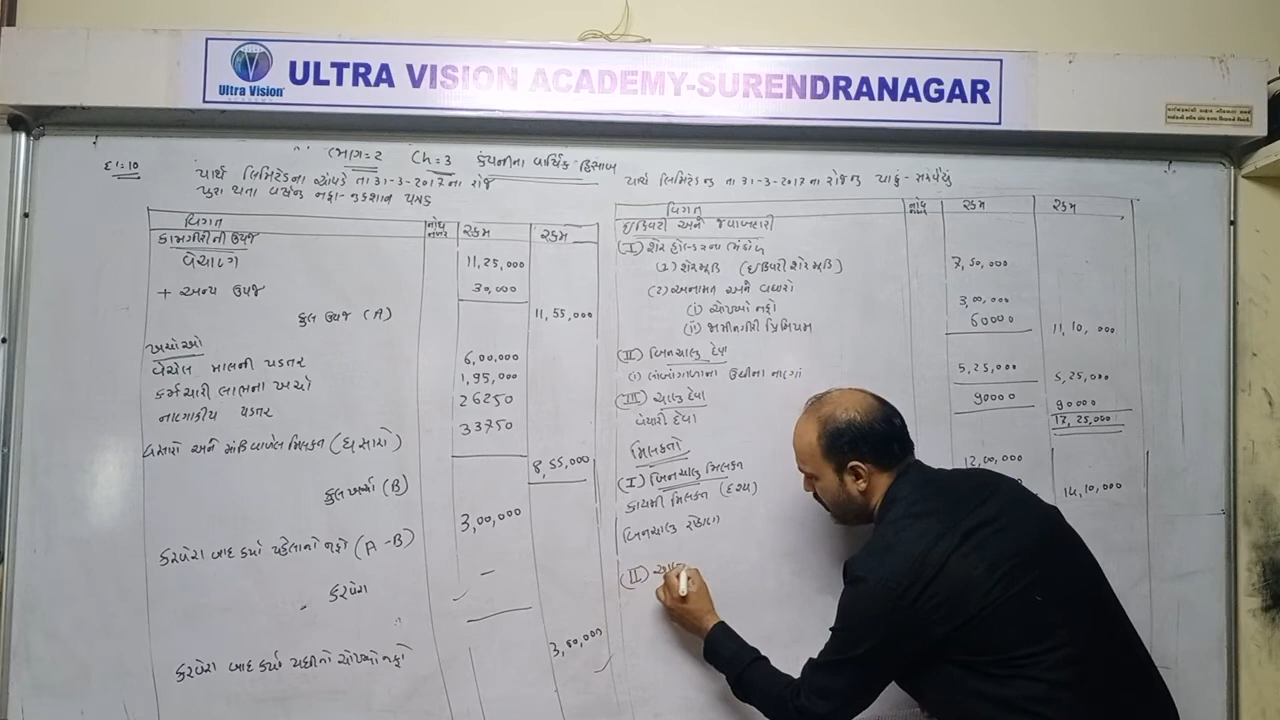 Ultra Vision
ACADEMY
ULTRA VISION ACADEMY-SURENDRANAGAR
દા:10
ભાગ=2 Ch=3 કંપનીના વાર્ષિક હિસાબ
પાર્થ લિમિટેડના ચોપડે તા 31-3-2017ના રોજ
પુરા થતા વર્ષનું નફા-નુકશાન પત્રક
વિગત નોંધ નંબર રકમ રકમ
કામગીરીની ઉપજ
વેચાણ 11,25,000
+ અન્ય ઉપજ 30,000
કુલ ઉપજ (A) 11,55,000
ખર્ચાઓ
વેચેલ માલની પડતર 6,00,000
કર્મચારી લાભના ખર્ચા 1,95,000
નાણાકીય પડતર 26250
ઘસારો અને માંડિવાળેલ મિલકત (ઘસારો) 33750
કુલ ખર્ચા (B) 8,55,000
કરવેરા બાદ કર્યા પહેલાનો નફો (A-B) 3,00,000
કરવેરા -
કરવેરા બાદ કર્યા પછીનો ચોખ્ખો નફો 3,00,000
પાર્થ લિમિટેડનું તા 31-3-2017ના રોજનું પાકું-સરવૈયું
વિગત નોંધ નંબર રકમ રકમ
ઇક્વિટી અને જવાબદારી
(I) શેર હોલ્ડરના ભંડોળ
(1) શેરમૂડિ (ઇક્વિટી શેરમૂડિ) 7,50,000
(2) અનામત અને વધારો
(i) ચોખ્ખો નફો 3,00,000
(ii) જામીનગીરી પ્રિમિયમ 60000 11,10,000
(II) બિનચાલુ દેવા
(i) લાંબાગાળાના ઉછીના નાણાં 5,25,000 5,25,000
(III) ચાલુ દેવા
વેપારી દેવા 90000 90000
17,25,000
મિલકતો
(I) બિનચાલુ મિલકત
કાયમી મિલકત (દૃશ્ય) 12,00,000
બિનચાલુ રોકાણો 14,10,000
(II) ચાલુ